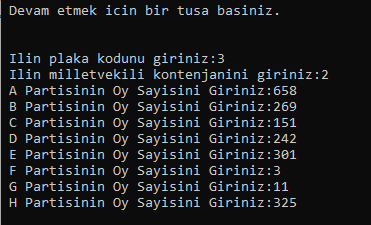 Devam etmek icin bir tusa basiniz.
Ilin plaka kodunu giriniz:3
Ilin milletvekili kontenjanini giriniz:2
A Partisinin Oy Sayisini Giriniz:658
B Partisinin Oy Sayisini Giriniz:269
C Partisinin Oy Sayisini Giriniz:151
D Partisinin Oy Sayisini Giriniz:242
E Partisinin Oy Sayisini Giriniz:301
F Partisinin Oy Sayisini Giriniz:3
G Partisinin Oy Sayisini Giriniz:11
H Partisinin Oy Sayisini Giriniz:325